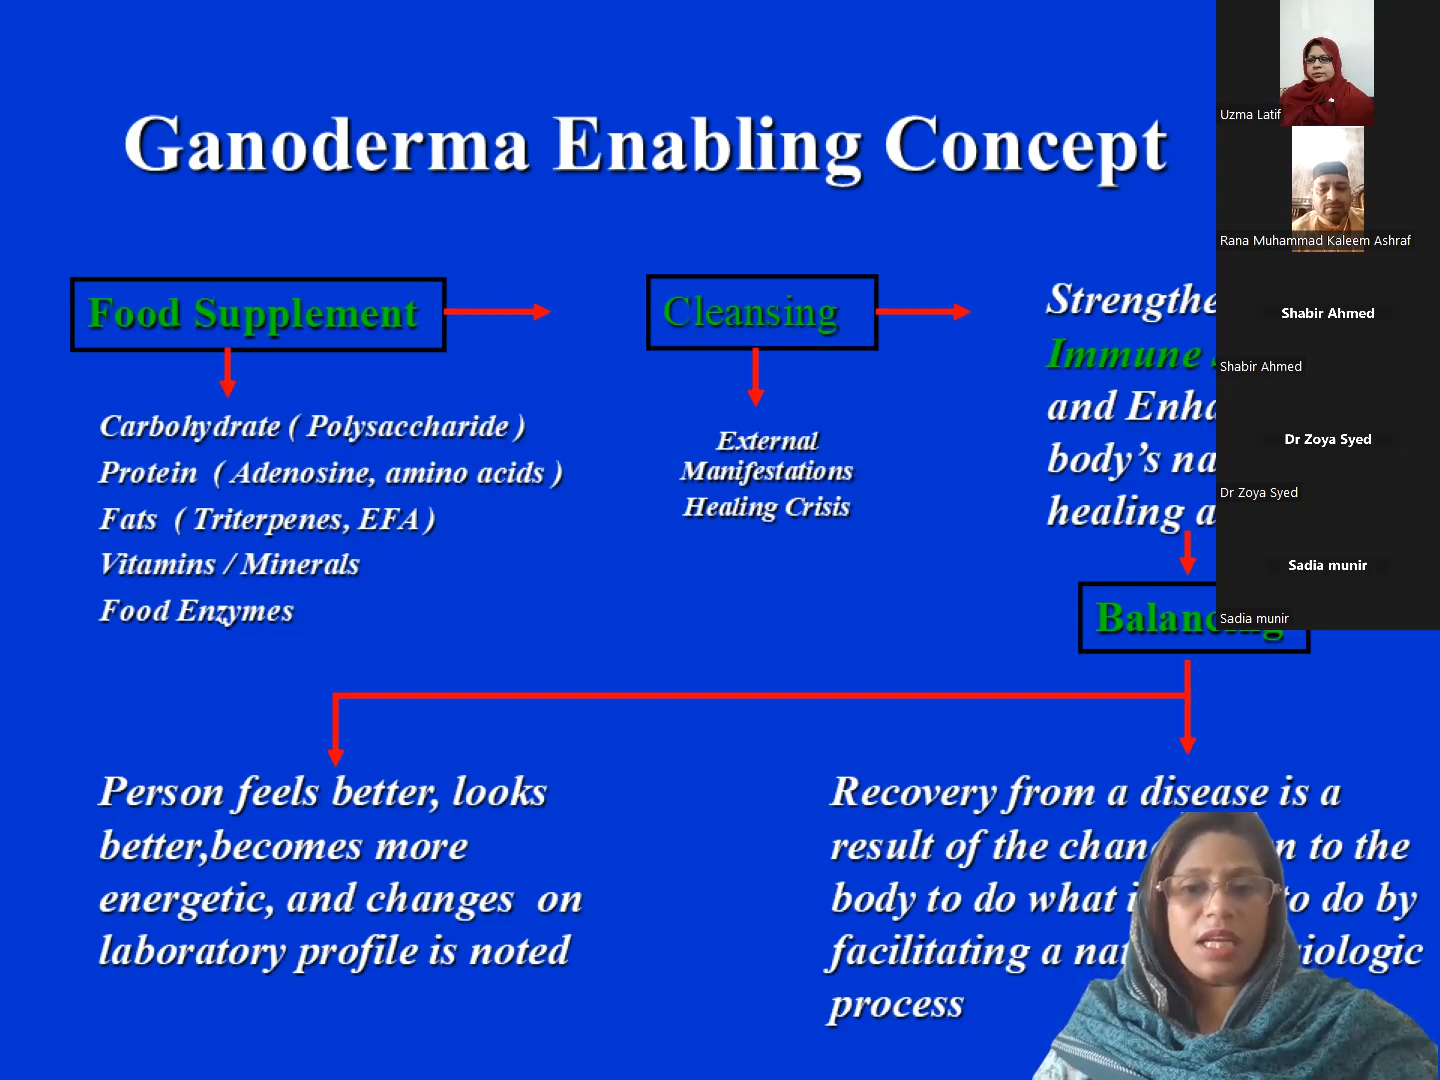 Ganoderma Enabling Concept
Food Supplement
Carbohydrate ( Polysaccharide )
Protein ( Adenosine, amino acids )
Fats ( Triterpenes, EFA )
Vitamins / Minerals
Food Enzymes
Cleansing
External
Manifestations
Healing Crisis
Strengthe
Immune
and Enha
body’s na
healing a
Balancing
Person feels better, looks
better,becomes more
energetic, and changes on
laboratory profile is noted
Recovery from a disease is a
result of the chan n to the
body to do what i to do by
facilitating a na iologic
process
Uzma Latif
Rana Muhammad Kaleem Ashraf
Shabir Ahmed
Shabir Ahmed
Dr Zoya Syed
Dr Zoya Syed
Sadia munir
Sadia munir